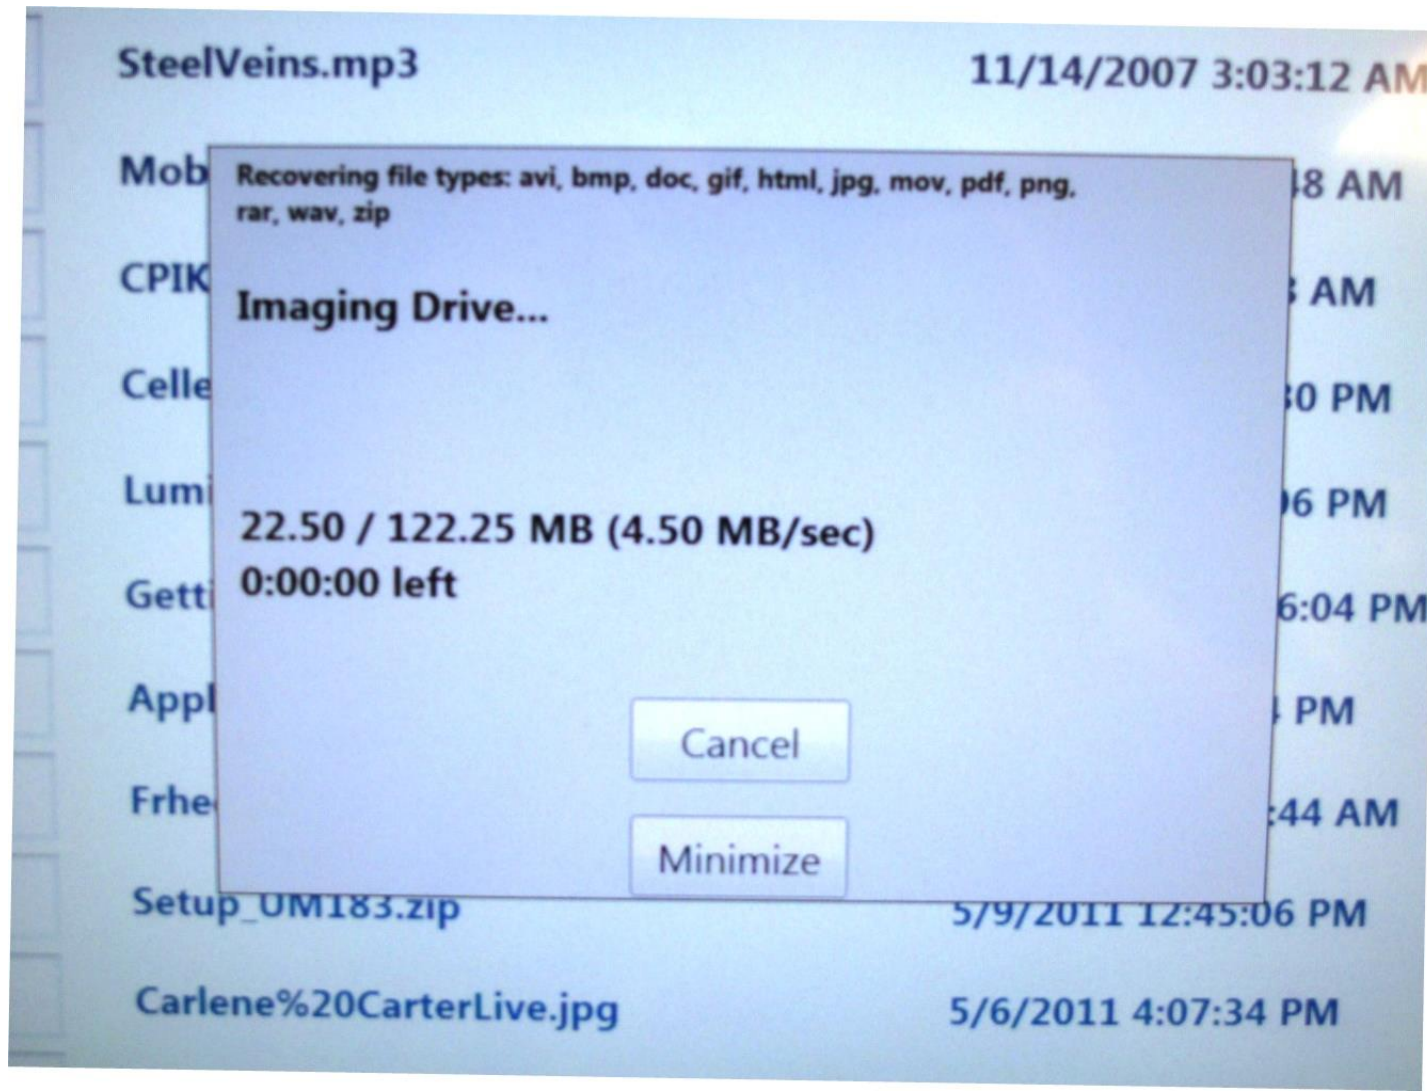 SteelVeins.mp3 11/14/2007 3:03:12 AM
Mob 48 AM
Recovering file types: avi, bmp, doc, gif, html, jpg, mov, pdf, png,
rar, wav, zip
CPIK AM
Imaging Drive...
Celle 0 PM
Lumi 6 PM
22.50 / 122.25 MB (4.50 MB/sec)
0:00:00 left
Getti 6:04 PM
Appl PM
Cancel
Frhe :44 AM
Minimize
Setup_UM183.zip 5/9/2011 12:45:06 PM
Carlene%20CarterLive.jpg 5/6/2011 4:07:34 PM